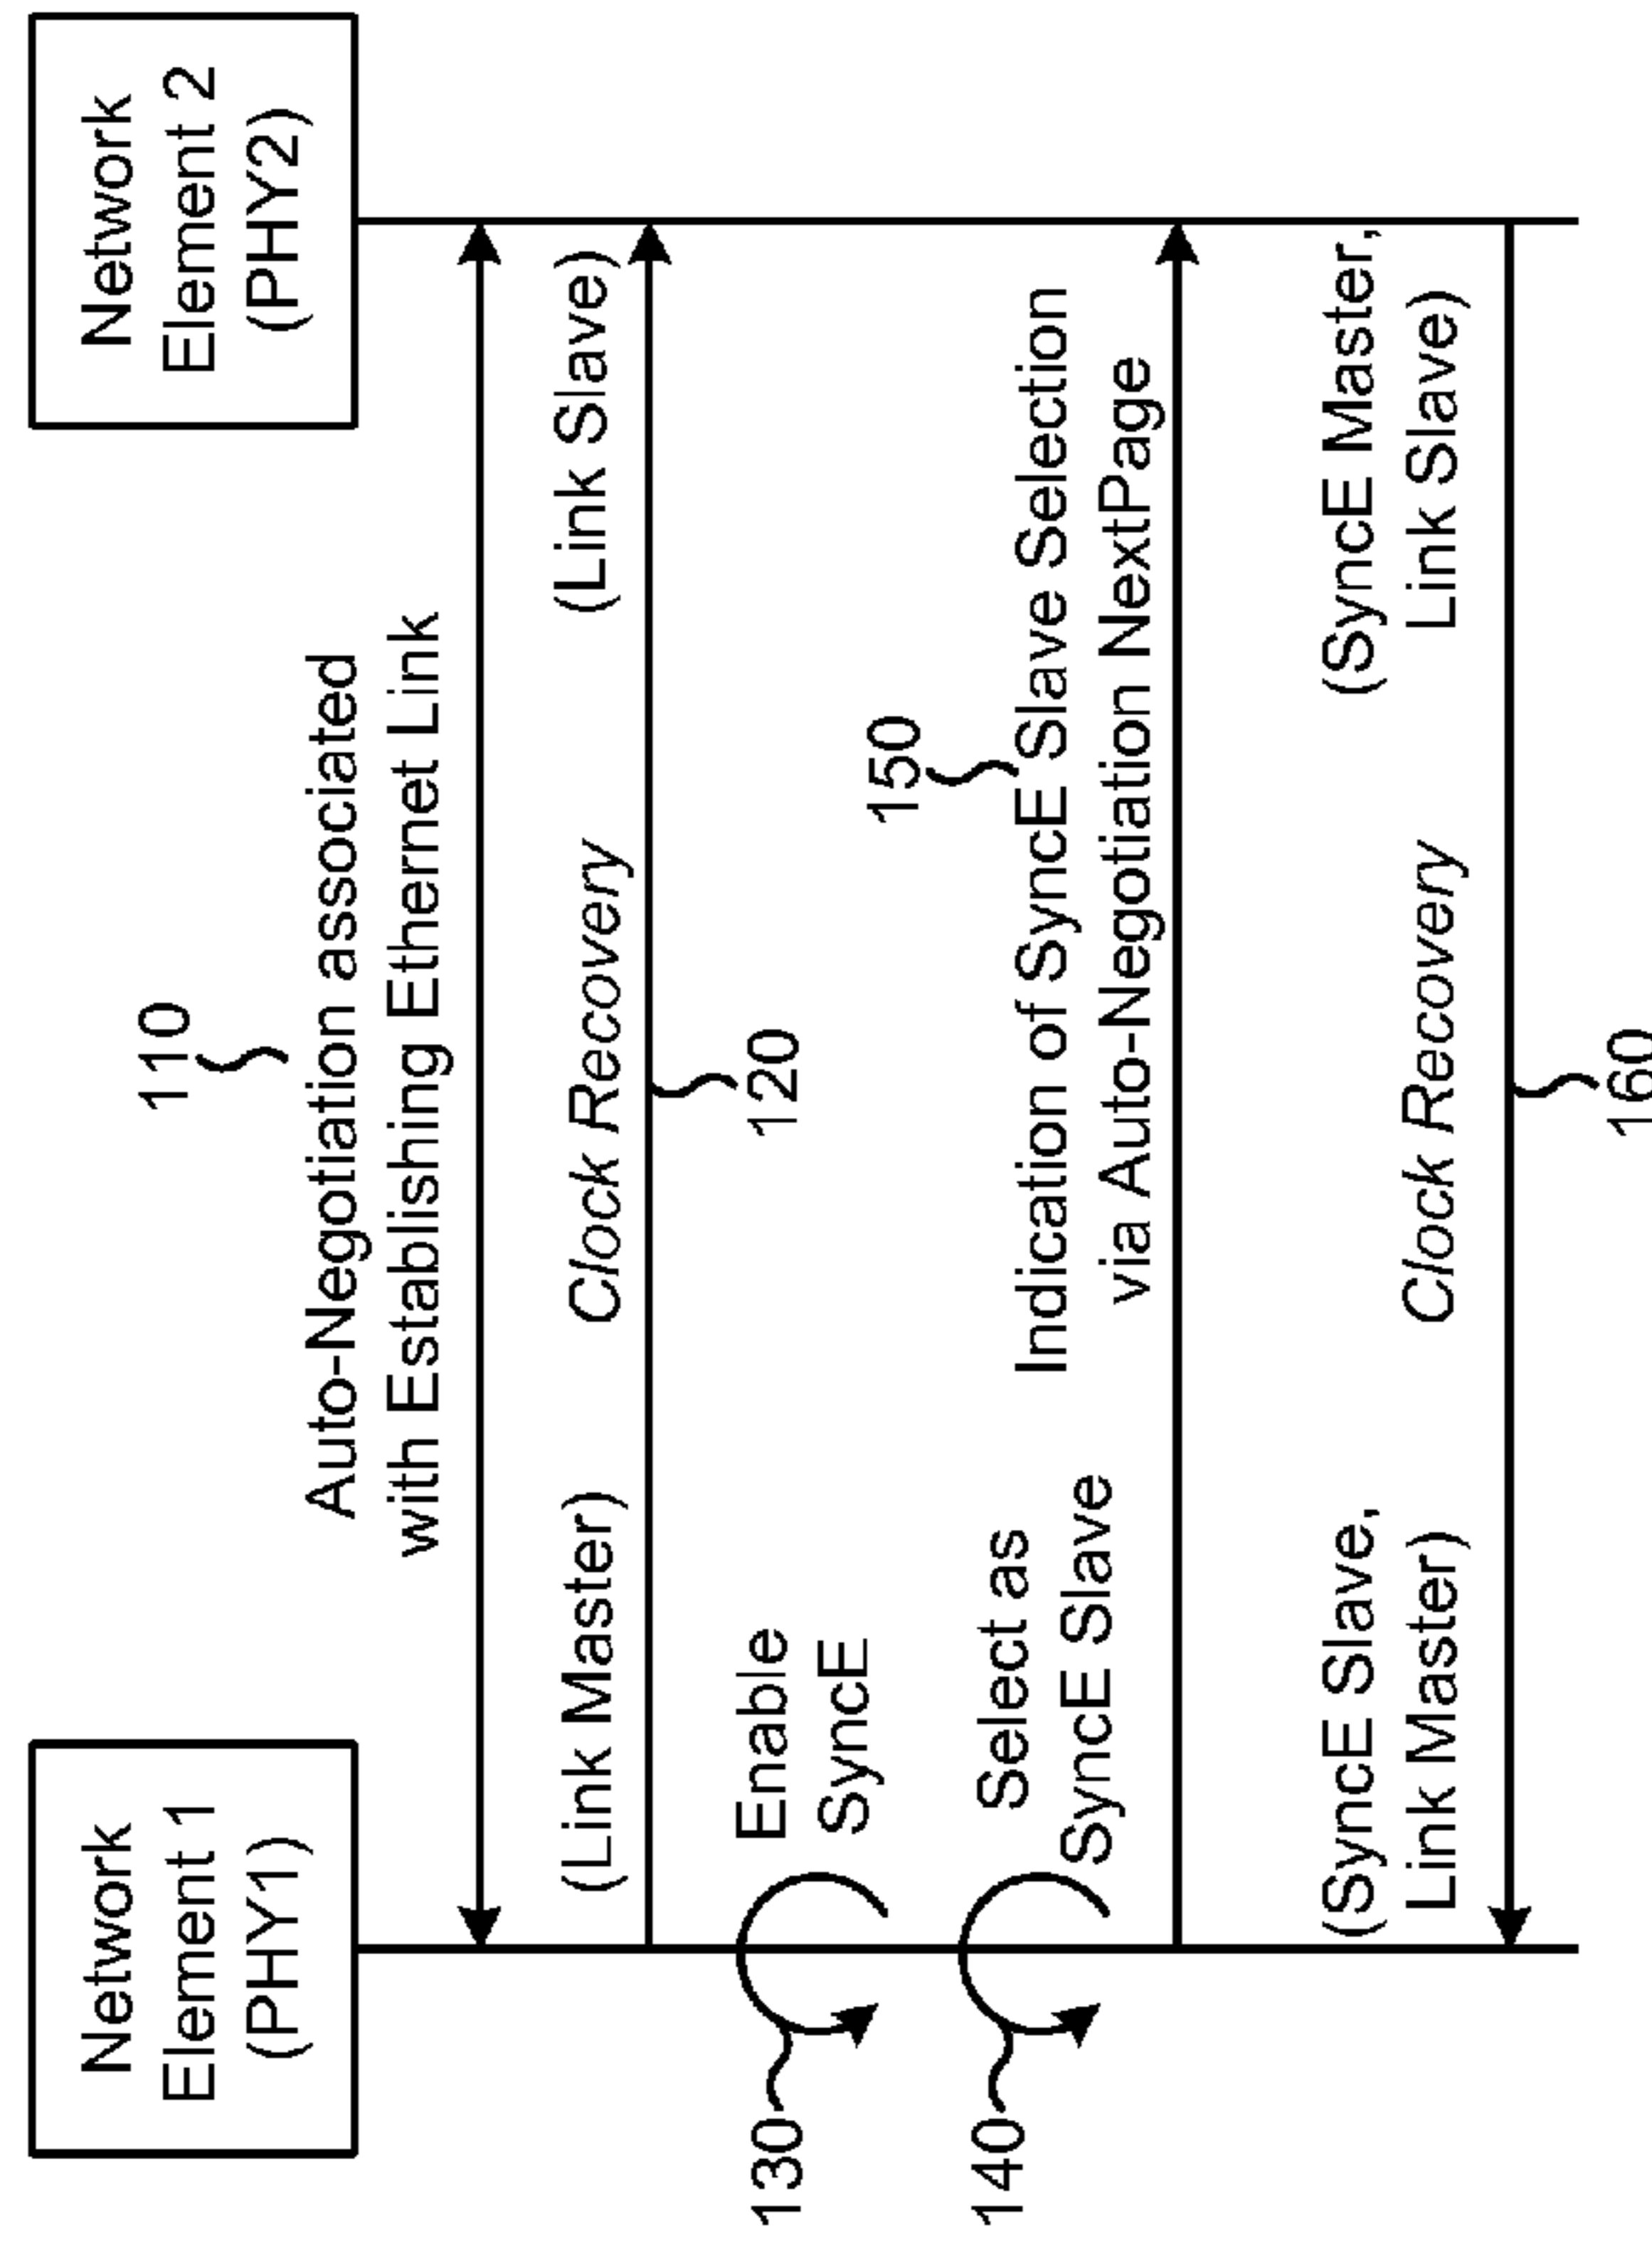 Network
Element 1
(PHY1)
Network
Element 2
(PHY2)
110
Auto-Negotiation associated
with Establishing Ethernet Link
(Link Master)
Clock Recovery
(Link Slave)
120
130
Enable
SyncE
140
Select as
SyncE Slave
150
Indication of SyncE Slave Selection
via Auto-Negotiation NextPage
(SyncE Slave,
Link Master)
Clock Recovery
(SyncE Master,
Link Slave)
160